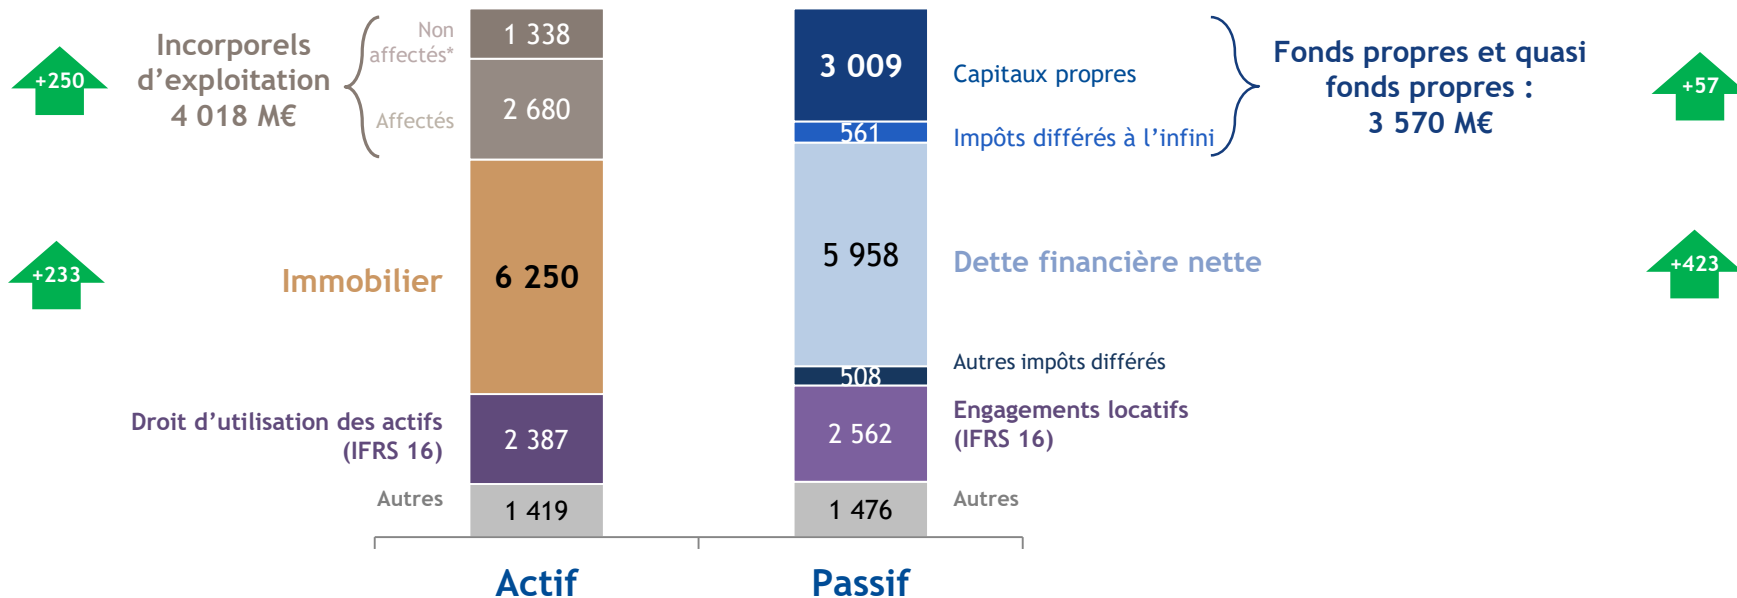 +250
Incorporels
d’exploitation
4 018 M€
Non
affectés*
Affectés
1 338
2 680
+233
Immobilier
6 250
Droit d’utilisation des actifs
(IFRS 16)
2 387
Autres
1 419
Actif
3 009
Capitaux propres
561
Impôts différés à l’infini
Fonds propres et quasi
fonds propres :
3 570 M€
+57
5 958
Dette financière nette
+423
508
Autres impôts différés
2 562
Engagements locatifs
(IFRS 16)
1 476
Autres
Passif